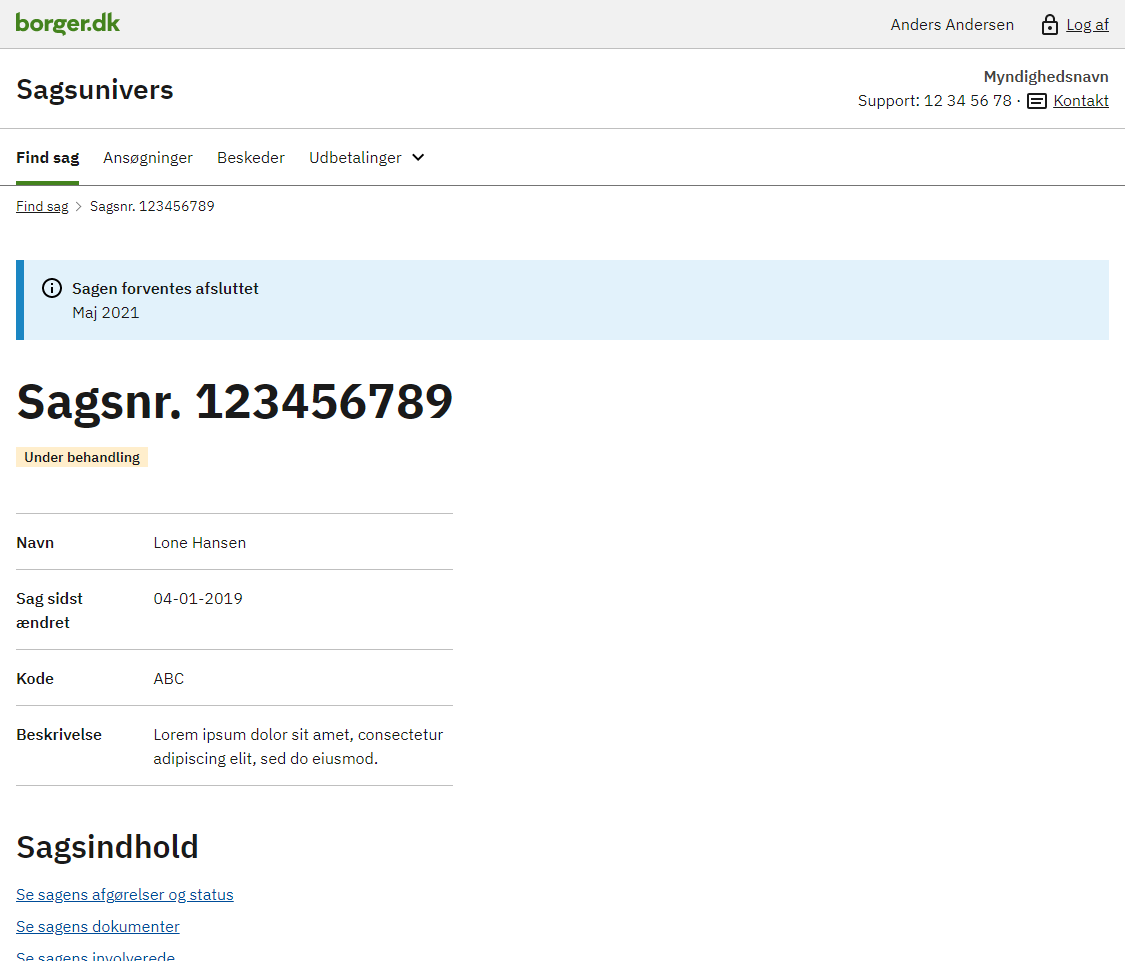 borger.dk
Anders Andersen
Log af
Sagsunivers
Myndighedsnavn
Support: 12 34 56 78 · Kontakt
Find sag
Ansøgninger
Beskeder
Udbetalinger
Find sag
Sagsnr. 123456789
Sagen forventes afsluttet
Maj 2021
Sagsnr. 123456789
Under behandling
Navn
Lone Hansen
Sag sidst
ændret
04-01-2019
Kode
ABC
Beskrivelse
Lorem ipsum dolor sit amet, consectetur
adipiscing elit, sed do eiusmod.
Sagsindhold
Se sagens afgørelser og status
Se sagens dokumenter
Se sagens involverede